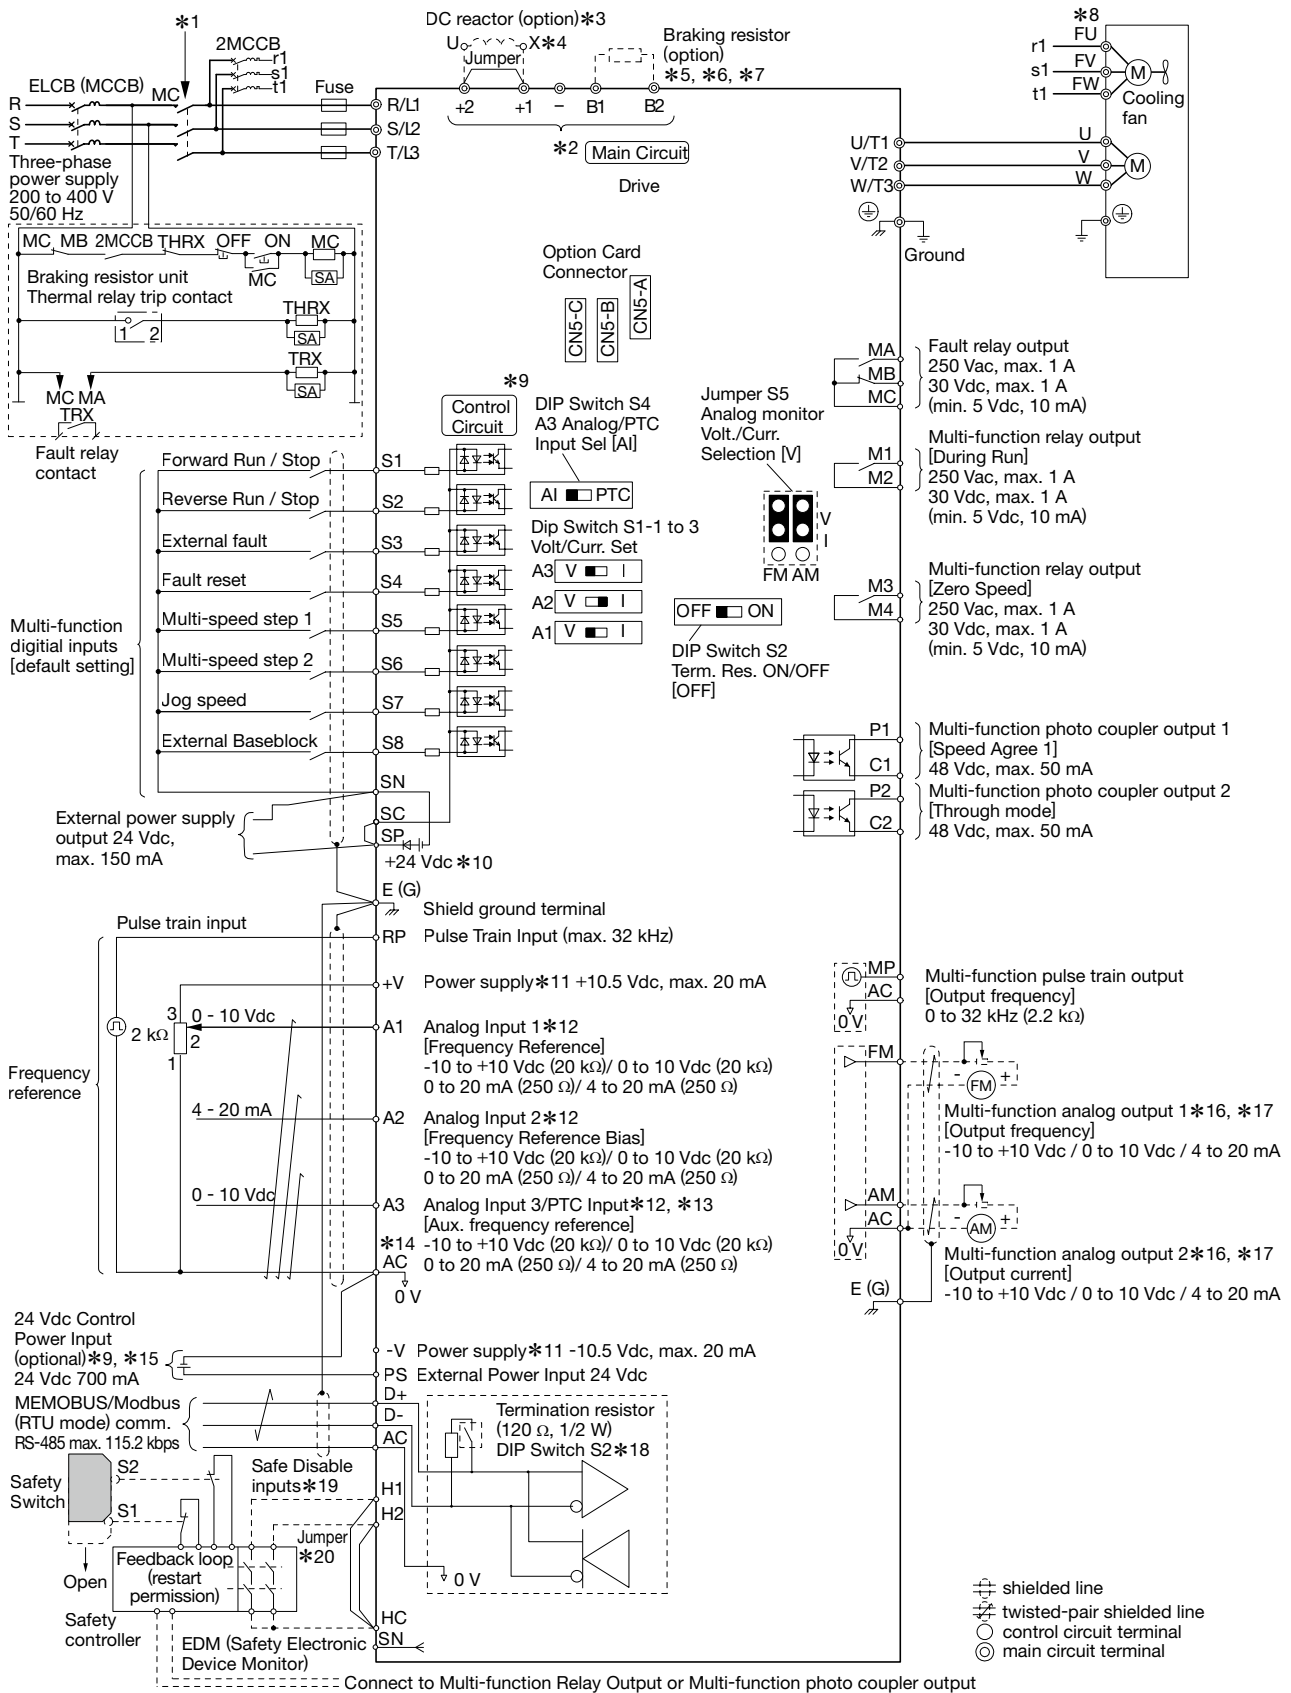 *1
DC reactor (option)*3
U X*4
Jumper
Braking resistor
(option)
*5, *6, *7
*8
FU
r1
FV
s1
FW
t1
M
Cooling
fan
2MCCB
r1
s1
t1
ELCB (MCCB)
MC
Fuse
R
S
T
R/L1
S/L2
T/L3
+2 +1 − B1 B2
*2 Main Circuit
Drive
Three-phase
power supply
200 to 400 V
50/60 Hz
U/T1 U
V/T2 V
W/T3 W
M
Ground
MC MB 2MCCB THRX OFF ON MC
MC
SA
Braking resistor unit
Thermal relay trip contact
1 2
THRX
SA
TRX
SA
MC MA
TRX
Fault relay
contact
Option Card
Connector
CN5-C
CN5-B
CN5-A
MA
MB
MC
Fault relay output
250 Vac, max. 1 A
30 Vdc, max. 1 A
(min. 5 Vdc, 10 mA)
*9
Control
Circuit
DIP Switch S4
A3 Analog/PTC
Input Sel [AI]
AI PTC
Dip Switch S1-1 to 3
Volt/Curr. Set
A3 V I
A2 V I
A1 V I
Jumper S5
Analog monitor
Volt./Curr.
Selection [V]
V
I
FM AM
OFF ON
DIP Switch S2
Term. Res. ON/OFF
[OFF]
M1
M2
Multi-function relay output
[During Run]
250 Vac, max. 1 A
30 Vdc, max. 1 A
(min. 5 Vdc, 10 mA)
M3
M4
Multi-function relay output
[Zero Speed]
250 Vac, max. 1 A
30 Vdc, max. 1 A
(min. 5 Vdc, 10 mA)
Multi-function
digitial inputs
[default setting]
Forward Run / Stop S1
Reverse Run / Stop S2
External fault S3
Fault reset S4
Multi-speed step 1 S5
Multi-speed step 2 S6
Jog speed S7
External Baseblock S8
SN
SC
SP
+24 Vdc *10
External power supply
output 24 Vdc,
max. 150 mA
P1
C1
Multi-function photo coupler output 1
[Speed Agree 1]
48 Vdc, max. 50 mA
P2
C2
Multi-function photo coupler output 2
[Through mode]
48 Vdc, max. 50 mA
E (G)
Shield ground terminal
Pulse train input
RP Pulse Train Input (max. 32 kHz)
+V Power supply*11 +10.5 Vdc, max. 20 mA
Frequency
reference
2 kΩ
3
2
1
0 - 10 Vdc
A1 Analog Input 1*12
[Frequency Reference]
-10 to +10 Vdc (20 kΩ)/ 0 to 10 Vdc (20 kΩ)
0 to 20 mA (250 Ω)/ 4 to 20 mA (250 Ω)
4 - 20 mA
A2 Analog Input 2*12
[Frequency Reference Bias]
-10 to +10 Vdc (20 kΩ)/ 0 to 10 Vdc (20 kΩ)
0 to 20 mA (250 Ω)/ 4 to 20 mA (250 Ω)
0 - 10 Vdc
A3 Analog Input 3/PTC Input*12, *13
[Aux. frequency reference]
*14 -10 to +10 Vdc (20 kΩ)/ 0 to 10 Vdc (20 kΩ)
AC 0 to 20 mA (250 Ω)/ 4 to 20 mA (250 Ω)
0 V
MP
AC
0 V
Multi-function pulse train output
[Output frequency]
0 to 32 kHz (2.2 kΩ)
FM
- +
FM
Multi-function analog output 1*16, *17
[Output frequency]
-10 to +10 Vdc / 0 to 10 Vdc / 4 to 20 mA
AM
AC
0 V
- +
AM
Multi-function analog output 2*16, *17
[Output current]
-10 to +10 Vdc / 0 to 10 Vdc / 4 to 20 mA
E (G)
24 Vdc Control
Power Input
(optional)*9, *15
24 Vdc 700 mA
-V Power supply*11 -10.5 Vdc, max. 20 mA
PS External Power Input 24 Vdc
MEMOBUS/Modbus
(RTU mode) comm.
RS-485 max. 115.2 kbps
D+
D-
AC
Termination resistor
(120 Ω, 1/2 W)
DIP Switch S2*18
0 V
Safety
Switch
S2
S1
Open
Safe Disable
inputs*19
H1
H2
Jumper
*20
Feedback loop
(restart
permission)
Safety
controller
HC
SN
EDM (Safety Electronic
Device Monitor)
Connect to Multi-function Relay Output or Multi-function photo coupler output
shielded line
twisted-pair shielded line
control circuit terminal
main circuit terminal